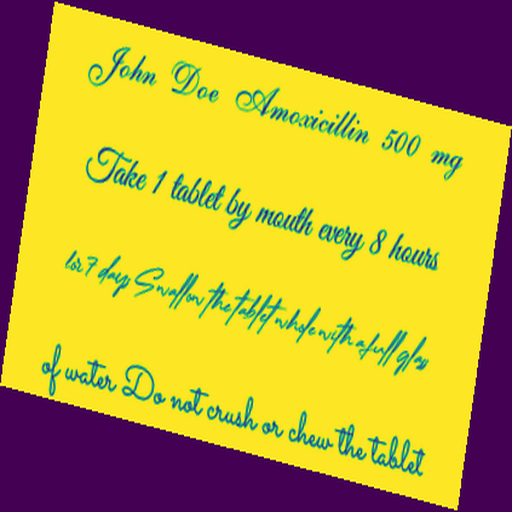 John Doe Amoxicillin 500 mg
Take 1 tablet by mouth every 8 hours
for 7 days Swallow the tablet whole with a full glass
of water Do not crush or chew the tablet